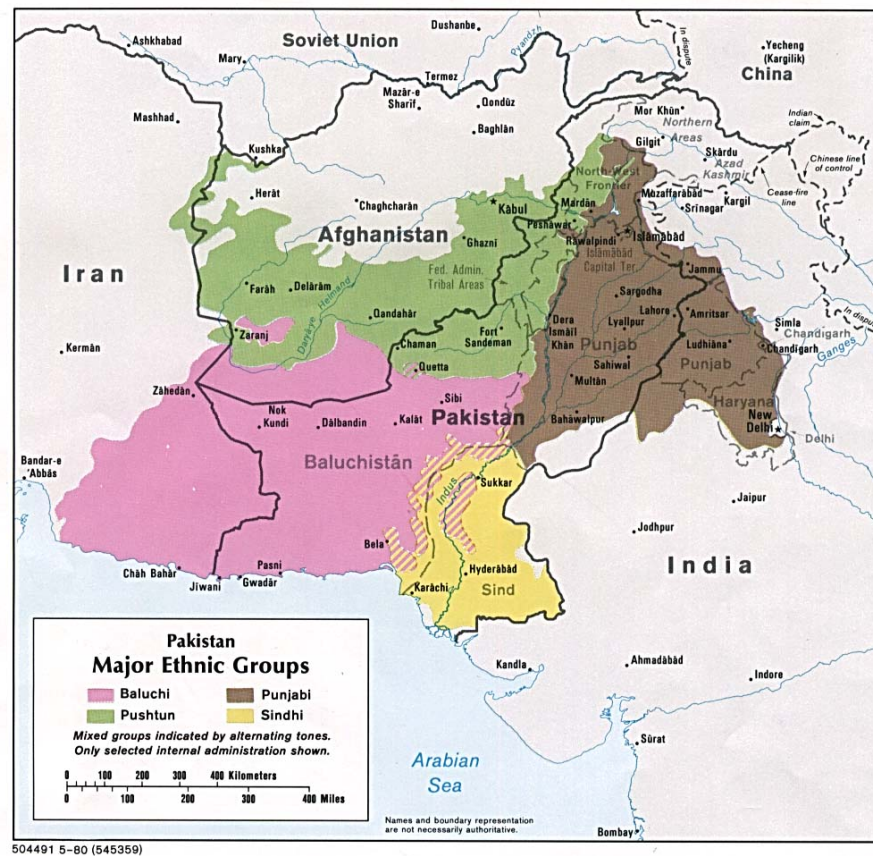 Ashkhabad
Mary
Soviet Union
Dushanbe
Pyandzh
In dispute
Yecheng
(Kargilik)
China
Mashhad
Termez
Mazār-e
Sharīf
Qondūz
Baghlān
Mor Khūn
Northern
Areas
Gilgit
Skārdu
Indian
claim
Chinese line
of control
Kushka
Herāt
Chaghcharān
Kābul
North-West
Frontier
Azad
Kashmir
Muzaffarābād
Kargil
Cease-fire
line
Srīnagar
Mardān
Peshāwar
Afghanistan
Ghaznī
Rāwalpindi
Islāmābād
Islāmābād
Capital Ter.
Iran
Fed. Admin.
Tribal Areas
Jammu
Farāh
Delārām
Daryā-ye Helmand
Sargodha
In dispute
Qandahār
Dera
Ismāīl
Khān
Lyallpur
Lahore
Amritsar
Simla
Chandigarh
Zaranj
Chaman
Fort
Sandeman
Punjab
Ludhiāna
Chandīgarh
Ganges
Kermān
Quetta
Sahiwal
Multān
Punjab
Zāhedān
Sibi
Haryana
Nok
Kundi
Dālbandin
Kalāt
Pakistan
Bahāwalpur
New
Delhi
Delhi
Baluchistān
Bandar-e
'Abbās
Indus
Sukkar
Jaipur
Jodhpur
Bela
India
Chāh Bahār
Pasni
Jīwani
Gwadār
Hyderābād
Sind
Karāchi
Pakistan
Major Ethnic Groups
Baluchi
Punjabi
Pushtun
Sindhi
Mixed groups indicated by alternating tones.
Only selected internal administration shown.
0 100 200 300 400 Kilometers
0 100 200 300 400 Miles
Kandla
Ahmadābād
Indore
Arabian
Sea
Sūrat
Names and boundary representation
are not necessarily authoritative.
Bombay
504491 5-80 (545359)